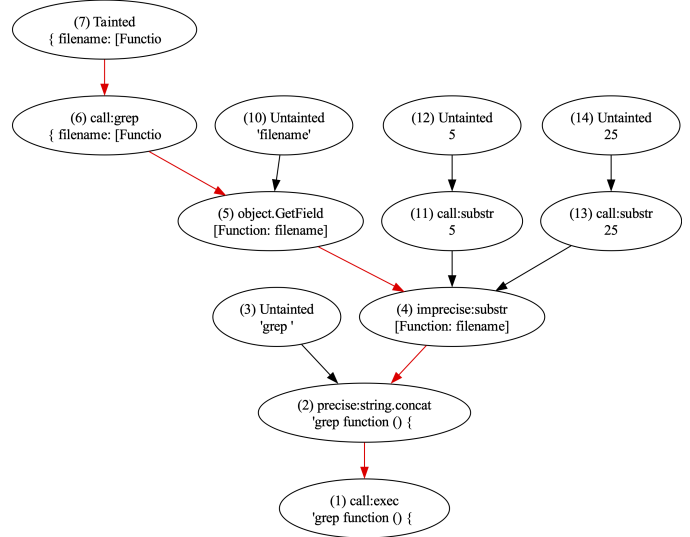 (7) Tainted
{ filename: [Functio
(6) call:grep
{ filename: [Functio
(10) Untainted
'filename'
(12) Untainted
5
(14) Untainted
25
(5) object.GetField
[Function: filename]
(11) call:substr
5
(13) call:substr
25
(3) Untainted
'grep '
(4) imprecise:substr
[Function: filename]
(2) precise:string.concat
'grep function () {
(1) call:exec
'grep function () {